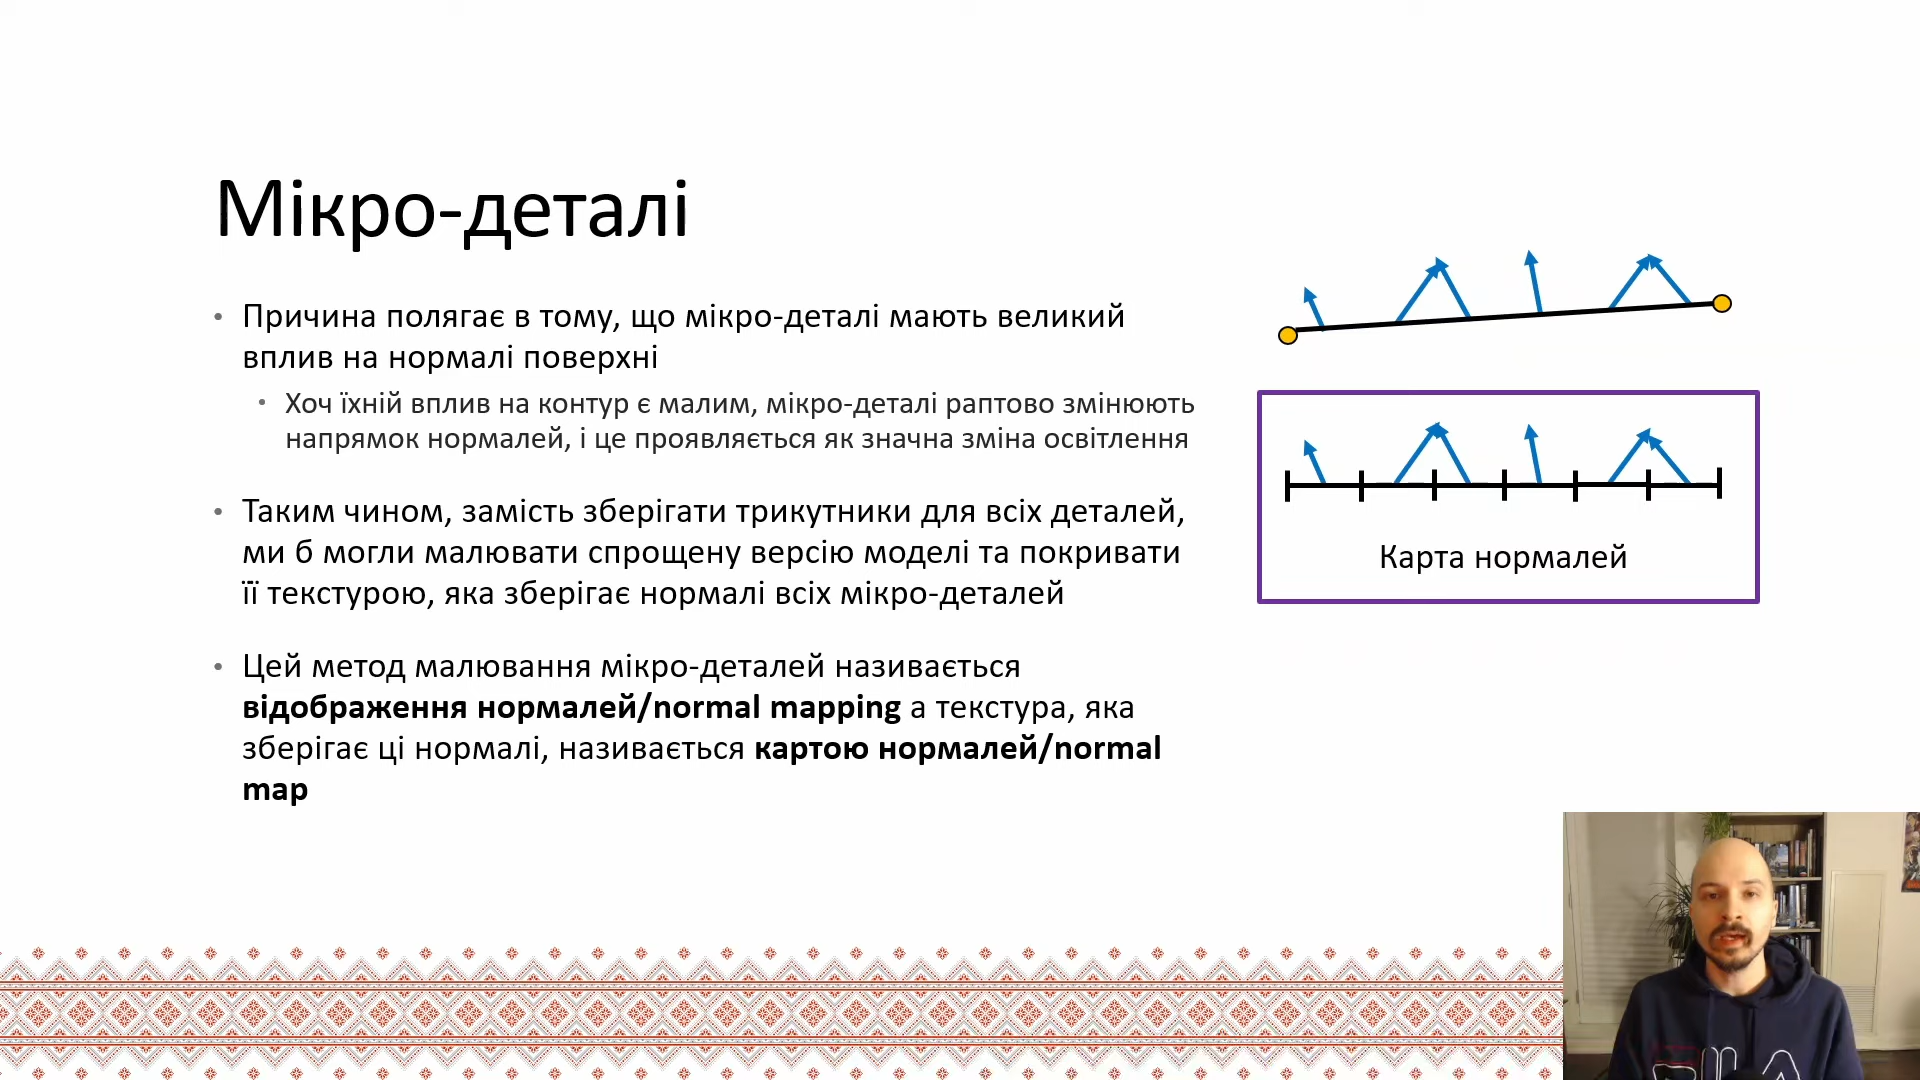 Мікро-деталі
• Причина полягає в тому, що мікро-деталі мають великий
вплив на нормалі поверхні
• Хоч їхній вплив на контур є малим, мікро-деталі раптово змінюють
напрямок нормалей, і це проявляється як значна зміна освітлення
• Таким чином, замість зберігати трикутники для всіх деталей,
ми б могли малювати спрощену версію моделі та покривати
її текстурою, яка зберігає нормалі всіх мікро-деталей
• Цей метод малювання мікро-деталей називається
відображення нормалей/normal mapping а текстура, яка
зберігає ці нормалі, називається картою нормалей/normal
map
Карта нормалей